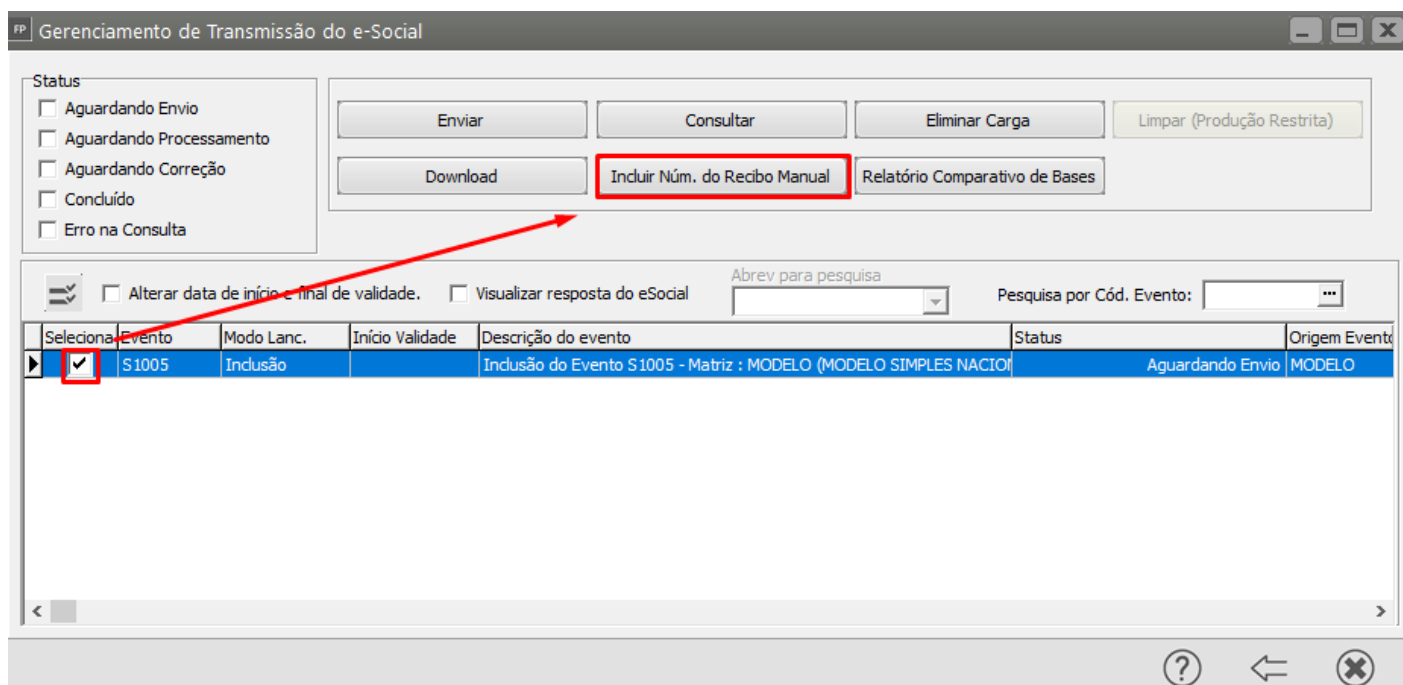 FP Gerenciamento de Transmissão do e-Social
Status
Aguardando Envio
Aguardando Processamento
Aguardando Correção
Concluído
Erro na Consulta
Enviar Consultar Eliminar Carga Limpar (Produção Restrita)
Download Incluir Núm. do Recibo Manual Relatório Comparativo de Bases
Abrev para pesquisa
Alterar data de início e final de validade. Visualizar resposta do eSocial Pesquisa por Cód. Evento: ...
Seleciona Evento Modo Lanc. Início Validade Descrição do evento Status Origem Evento
S1005 Inclusão Inclusão do Evento S1005 - Matriz : MODELO (MODELO SIMPLES NACION Aguardando Envio MODELO
?